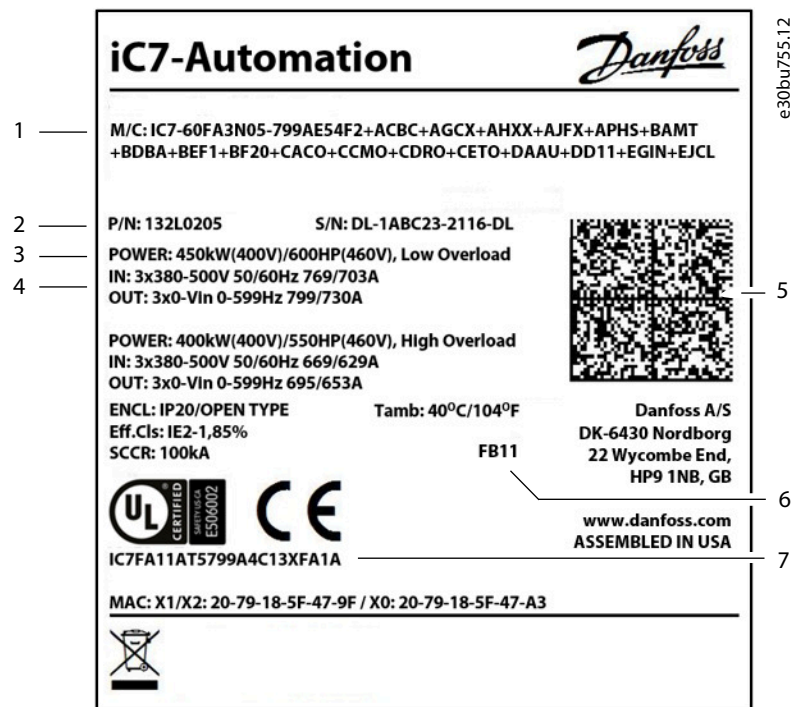 iC7-Automation
Danfoss
e30bu755.12
1
M/C: IC7-60FA3N05-799AE54F2+ACBC+AGCX+AHXX+AJFX+APHS+BAMT
+BDBA+BEF1+BF20+CACO+CCMO+CDRO+CETO+DAAU+DD11+EGIN+EJCL
2
P/N: 132L0205 S/N: DL-1ABC23-2116-DL
3
POWER: 450kW(400V)/600HP(460V), Low Overload
4
IN: 3x380-500V 50/60Hz 769/703A
OUT: 3x0-Vin 0-599Hz 799/730A
5
POWER: 400kW(400V)/550HP(460V), High Overload
IN: 3x380-500V 50/60Hz 669/629A
OUT: 3x0-Vin 0-599Hz 695/653A
ENCL: IP20/OPEN TYPE Tamb: 40⁰C/104⁰F
Eff.Cls: IE2-1,85%
SCCR: 100kA FB11
Danfoss A/S
DK-6430 Nordborg
22 Wycombe End,
HP9 1NB, GB
6
UL
®
CERTIFIED
SAFETY US-CA
E506002
CE
www.danfoss.com
ASSEMBLED IN USA
7
IC7FA11AT5799A4C13XFA1A
MAC: X1/X2: 20-79-18-5F-47-9F / X0: 20-79-18-5F-47-A3